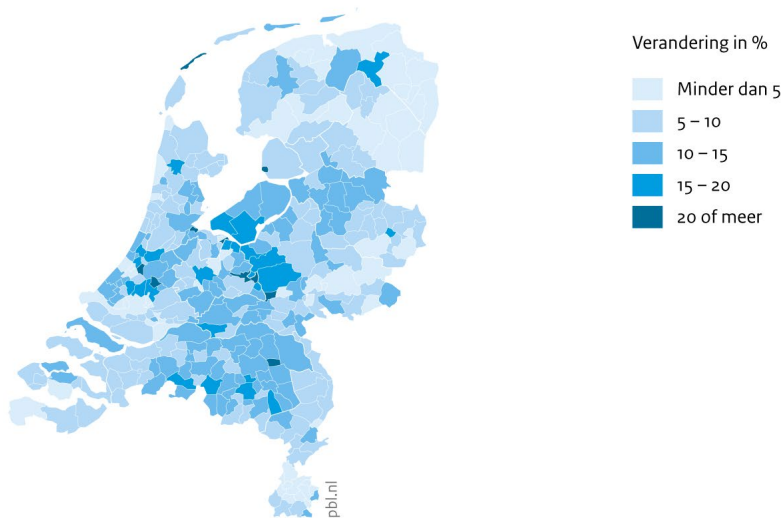 Verandering in %
Minder dan 5
5 – 10
10 – 15
15 – 20
20 of meer
pbl.nl